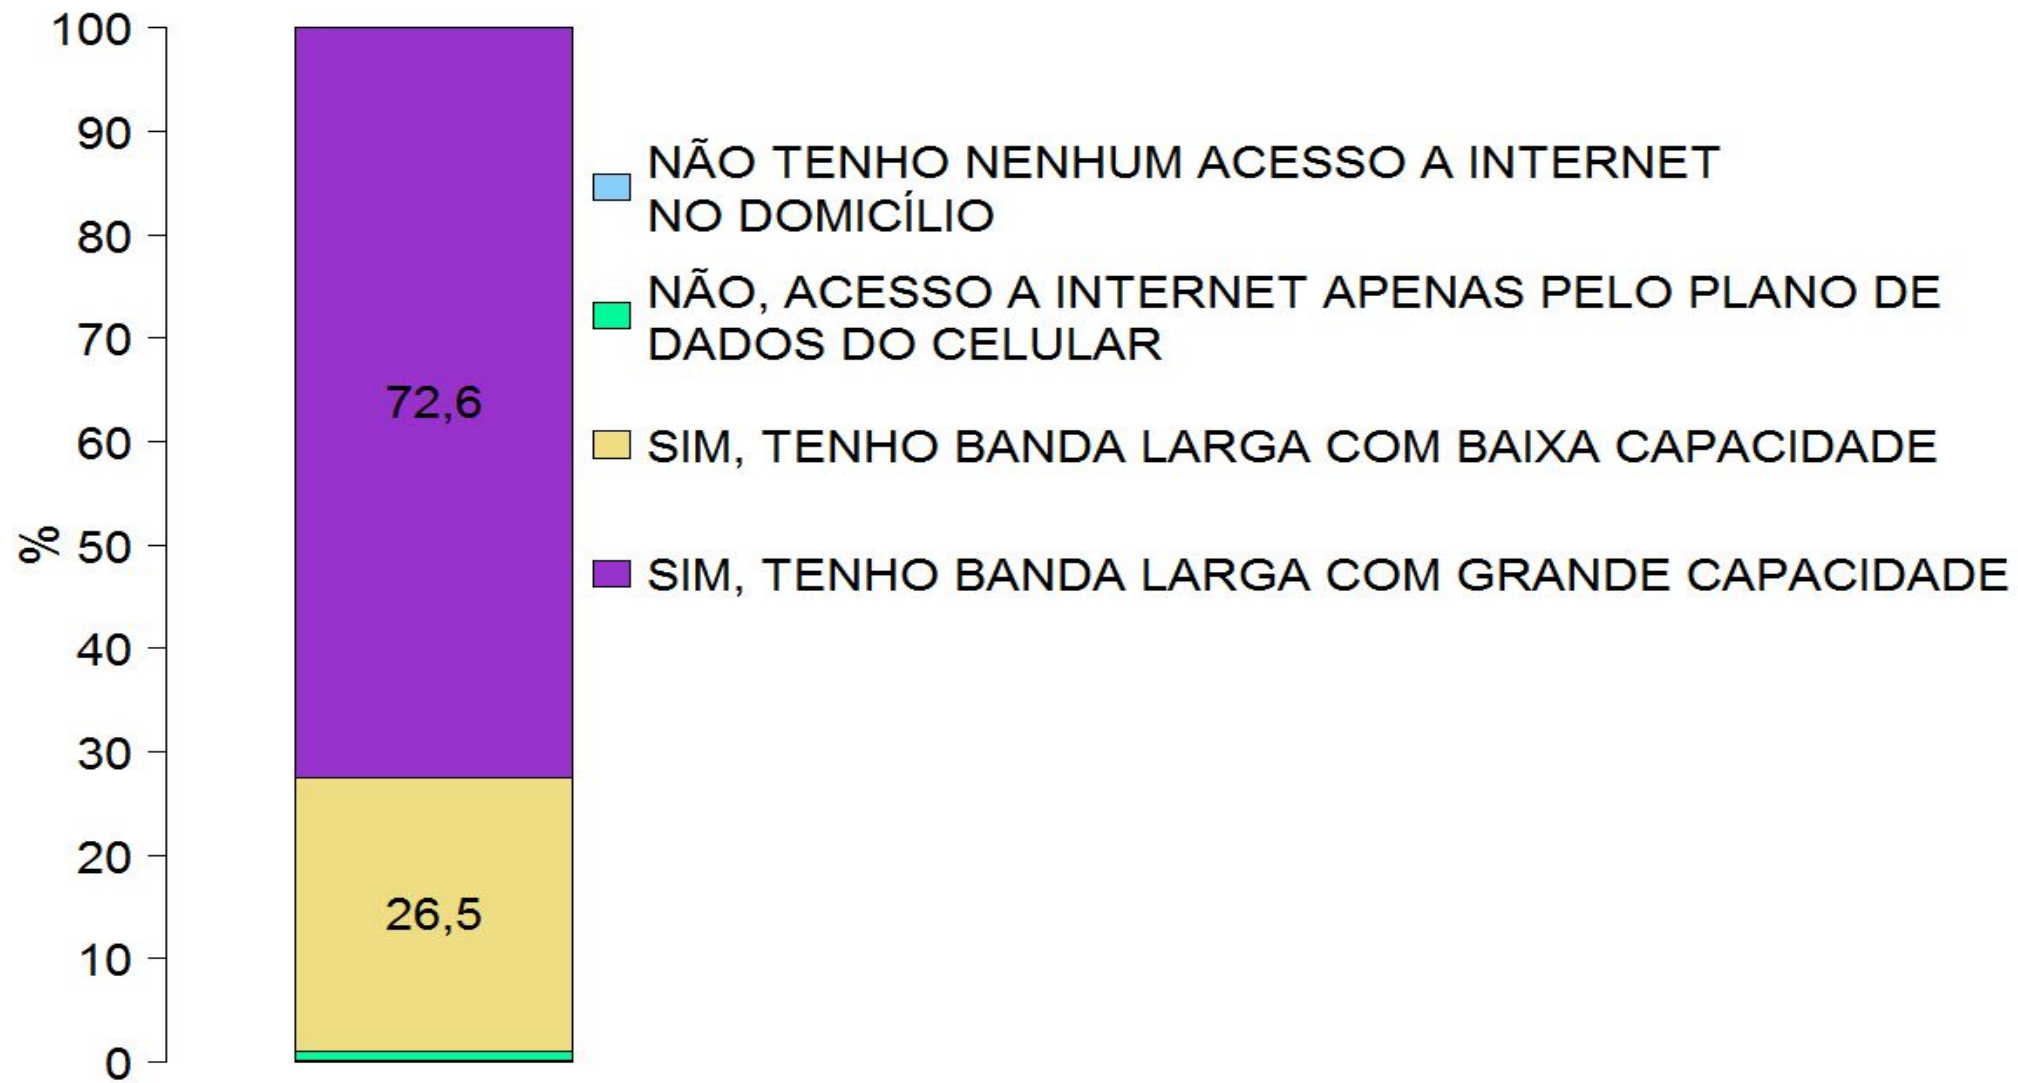 100
90
80
70
60
50
40
30
20
10
0
%
72,6
26,5
NÃO TENHO NENHUM ACESSO A INTERNET
NO DOMICÍLIO
NÃO, ACESSO A INTERNET APENAS PELO PLANO DE
DADOS DO CELULAR
SIM, TENHO BANDA LARGA COM BAIXA CAPACIDADE
SIM, TENHO BANDA LARGA COM GRANDE CAPACIDADE